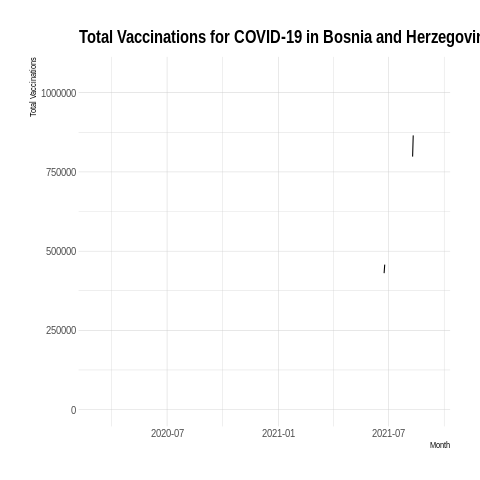 Total Vaccinations for COVID-19 in Bosnia and Herzegovin
Total Vaccinations
1000000
750000
500000
250000
0
2020-07 2021-01 2021-07
Month